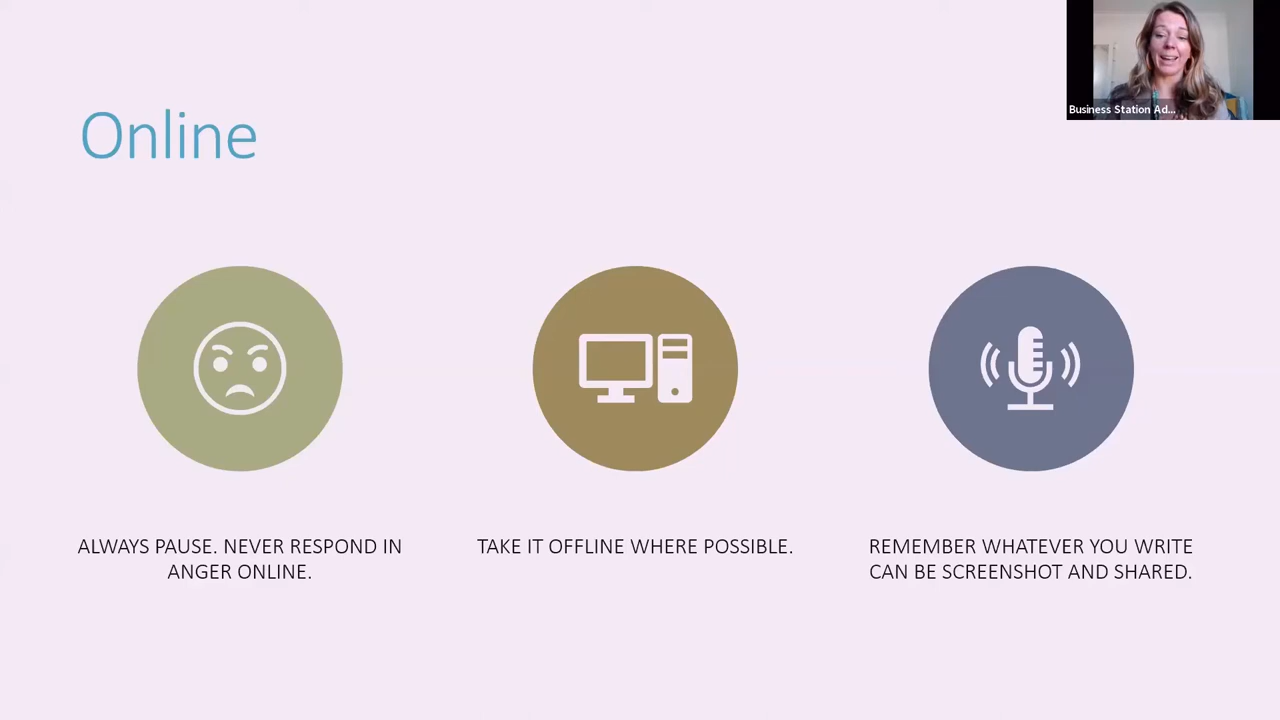 Online
Business Station Ad...
ALWAYS PAUSE. NEVER RESPOND IN
ANGER ONLINE.
TAKE IT OFFLINE WHERE POSSIBLE.
REMEMBER WHATEVER YOU WRITE
CAN BE SCREENSHOT AND SHARED.